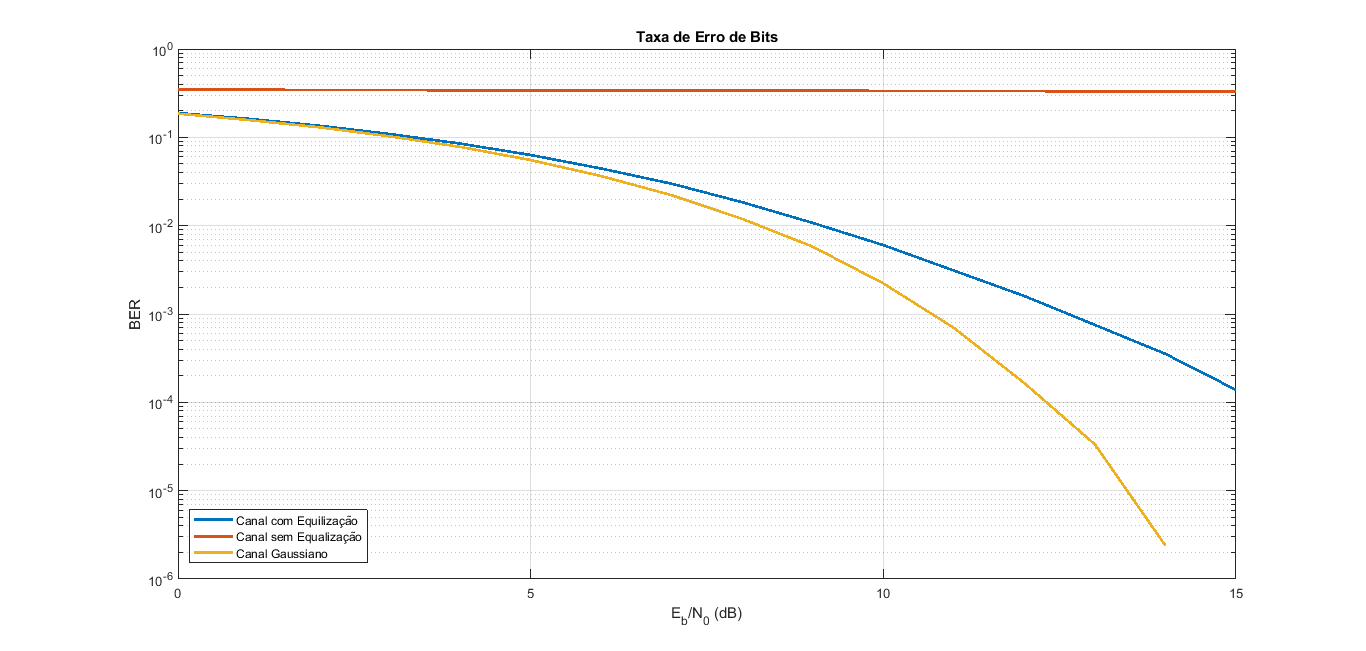 Taxa de Erro de Bits
10^0
10^-1
10^-2
10^-3
10^-4
10^-5
10^-6
BER
Canal com Equilização
Canal sem Equalização
Canal Gaussiano
0 5 10 15
E_b/N_0 (dB)